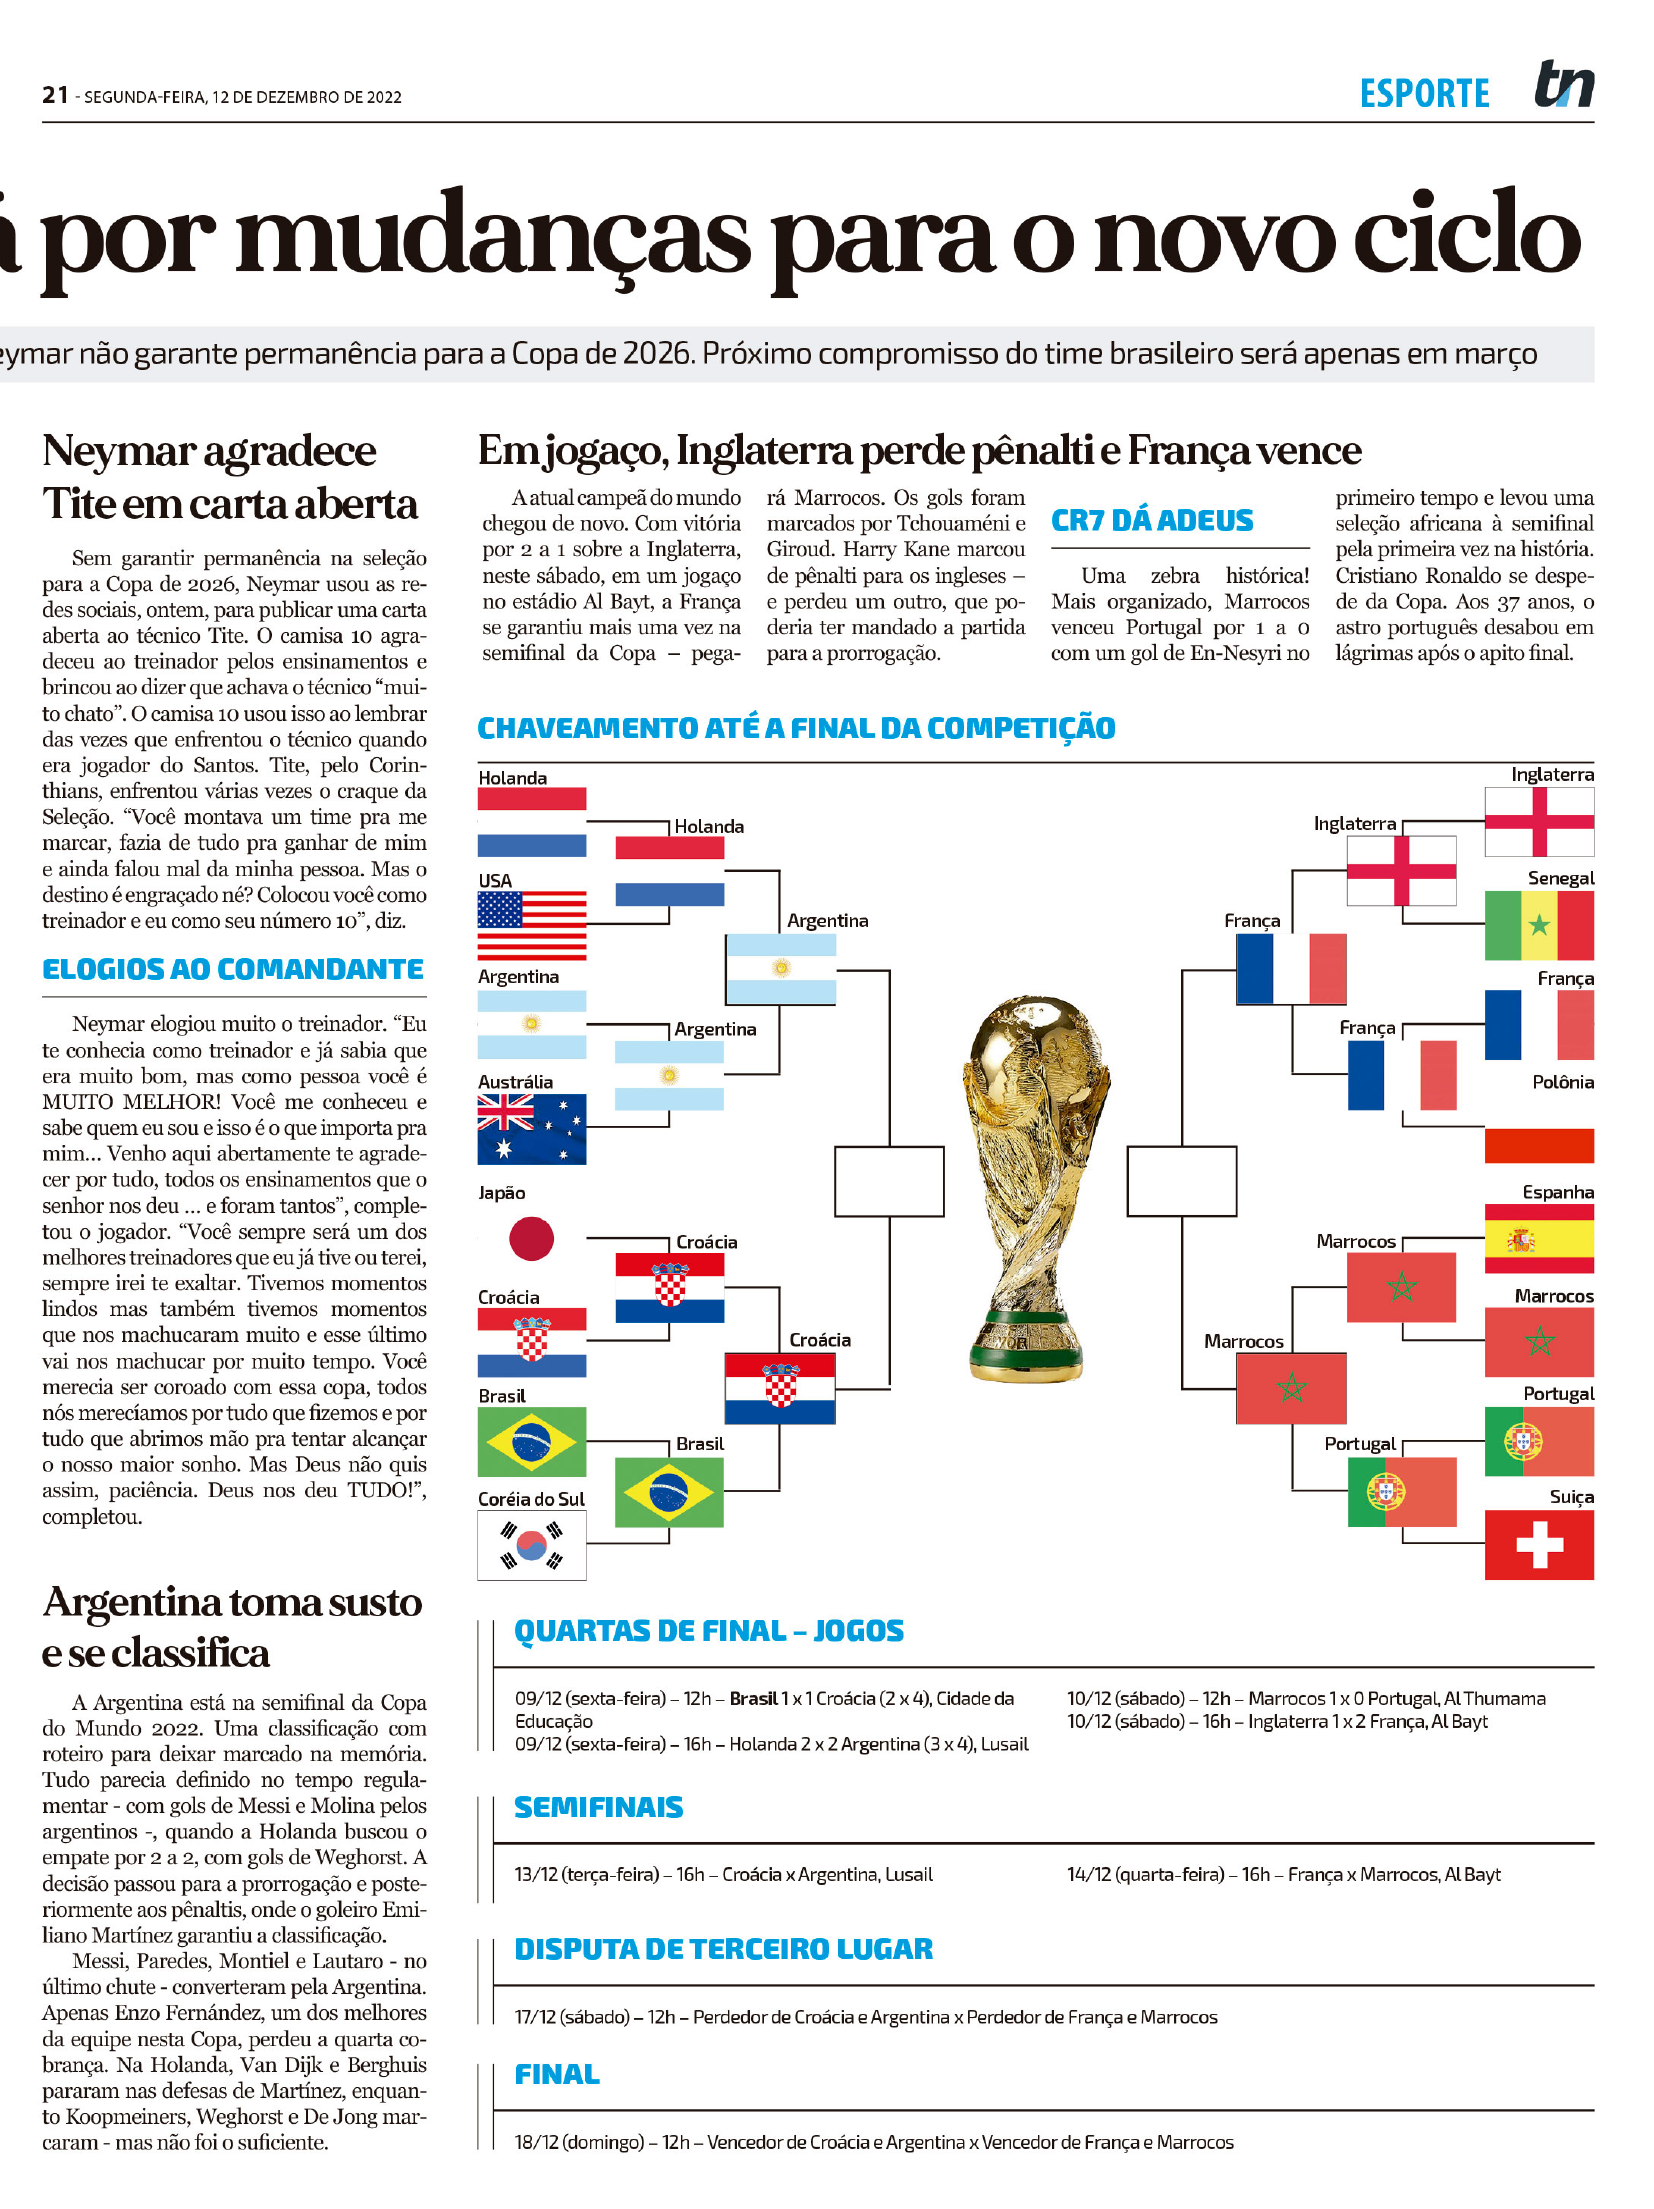 21 - SEGUNDA-FEIRA, 12 DE DEZEMBRO DE 2022
ESPORTE
tn
á por mudanças para o novo ciclo
eymar não garante permanência para a Copa de 2026. Próximo compromisso do time brasileiro será apenas em março
Neymar agradece
Tite em carta aberta
Sem garantir permanência na seleção
para a Copa de 2026, Neymar usou as re-
des sociais, ontem, para publicar uma carta
aberta ao técnico Tite. O camisa 10 agra-
deceu ao treinador pelos ensinamentos e
brincou ao dizer que achava o técnico “mui-
to chato”. O camisa 10 usou isso ao lembrar
das vezes que enfrentou o técnico quando
era jogador do Santos. Tite, pelo Corin-
thians, enfrentou várias vezes o craque da
Seleção. “Você montava um time pra me
marcar, fazia de tudo pra ganhar de mim
e ainda falou mal da minha pessoa. Mas o
destino é engraçado né? Colocou você como
treinador e eu como seu número 10”, diz.
ELOGIOS AO COMANDANTE
Neymar elogiou muito o treinador. “Eu
te conhecia como treinador e já sabia que
era muito bom, mas como pessoa você é
MUITO MELHOR! Você me conheceu e
sabe quem eu sou e isso é o que importa pra
mim... Venho aqui abertamente te agrade-
cer por tudo, todos os ensinamentos que o
senhor nos deu ... e foram tantos”, comple-
tou o jogador. “Você sempre será um dos
melhores treinadores que eu já tive ou terei,
sempre irei te exaltar. Tivemos momentos
lindos mas também tivemos momentos
que nos machucaram muito e esse último
vai nos machucar por muito tempo. Você
merecia ser coroado com essa copa, todos
nós merecíamos por tudo que fizemos e por
tudo que abrimos mão pra tentar alcançar
o nosso maior sonho. Mas Deus não quis
assim, paciência. Deus nos deu TUDO!”,
completou.
Argentina toma susto
e se classifica
A Argentina está na semifinal da Copa
do Mundo 2022. Uma classificação com
roteiro para deixar marcado na memória.
Tudo parecia definido no tempo regula-
mentar - com gols de Messi e Molina pelos
argentinos -, quando a Holanda buscou o
empate por 2 a 2, com gols de Weghorst. A
decisão passou para a prorrogação e poste-
riormente aos pênaltis, onde o goleiro Emi-
liano Martínez garantiu a classificação.
Messi, Paredes, Montiel e Lautaro - no
último chute - converteram pela Argentina.
Apenas Enzo Fernández, um dos melhores
da equipe nesta Copa, perdeu a quarta co-
brança. Na Holanda, Van Dijk e Berghuis
pararam nas defesas de Martínez, enquan-
to Koopmeiners, Weghorst e De Jong mar-
caram - mas não foi o suficiente.
Em jogaço, Inglaterra perde pênalti e França vence
A atual campeã do mundo
chegou de novo. Com vitória
por 2 a 1 sobre a Inglaterra,
neste sábado, em um jogaço
no estádio Al Bayt, a França
se garantiu mais uma vez na
semifinal da Copa – pega-
rá Marrocos. Os gols foram
marcados por Tchouaméni e
Giroud. Harry Kane marcou
de pênalti para os ingleses –
e perdeu um outro, que po-
deria ter mandado a partida
para a prorrogação.
CR7 DÁ ADEUS
Uma zebra histórica!
Mais organizado, Marrocos
venceu Portugal por 1 a 0
com um gol de En-Nesyri no
primeiro tempo e levou uma
seleção africana à semifinal
pela primeira vez na história.
Cristiano Ronaldo se despe-
de da Copa. Aos 37 anos, o
astro português desabou em
lágrimas após o apito final.
CHAVEAMENTO ATÉ A FINAL DA COMPETIÇÃO
Holanda
USA
Argentina
Austrália
Japão
Croácia
Brasil
Coréia do Sul
Holanda
Argentina
Croácia
Brasil
Argentina
Croácia
França
Marrocos
Inglaterra
França
Marrocos
Portugal
Inglaterra
Senegal
França
Polônia
Espanha
Marrocos
Portugal
Suiça
QUARTAS DE FINAL – JOGOS
09/12 (sexta-feira) – 12h – Brasil 1 x 1 Croácia (2 x 4), Cidade da
Educação
09/12 (sexta-feira) – 16h – Holanda 2 x 2 Argentina (3 x 4), Lusail
10/12 (sábado) – 12h – Marrocos 1 x 0 Portugal, Al Thumama
10/12 (sábado) – 16h – Inglaterra 1 x 2 França, Al Bayt
SEMIFINAIS
13/12 (terça-feira) – 16h – Croácia x Argentina, Lusail
14/12 (quarta-feira) – 16h – França x Marrocos, Al Bayt
DISPUTA DE TERCEIRO LUGAR
17/12 (sábado) – 12h – Perdedor de Croácia e Argentina x Perdedor de França e Marrocos
FINAL
18/12 (domingo) – 12h – Vencedor de Croácia e Argentina x Vencedor de França e Marrocos